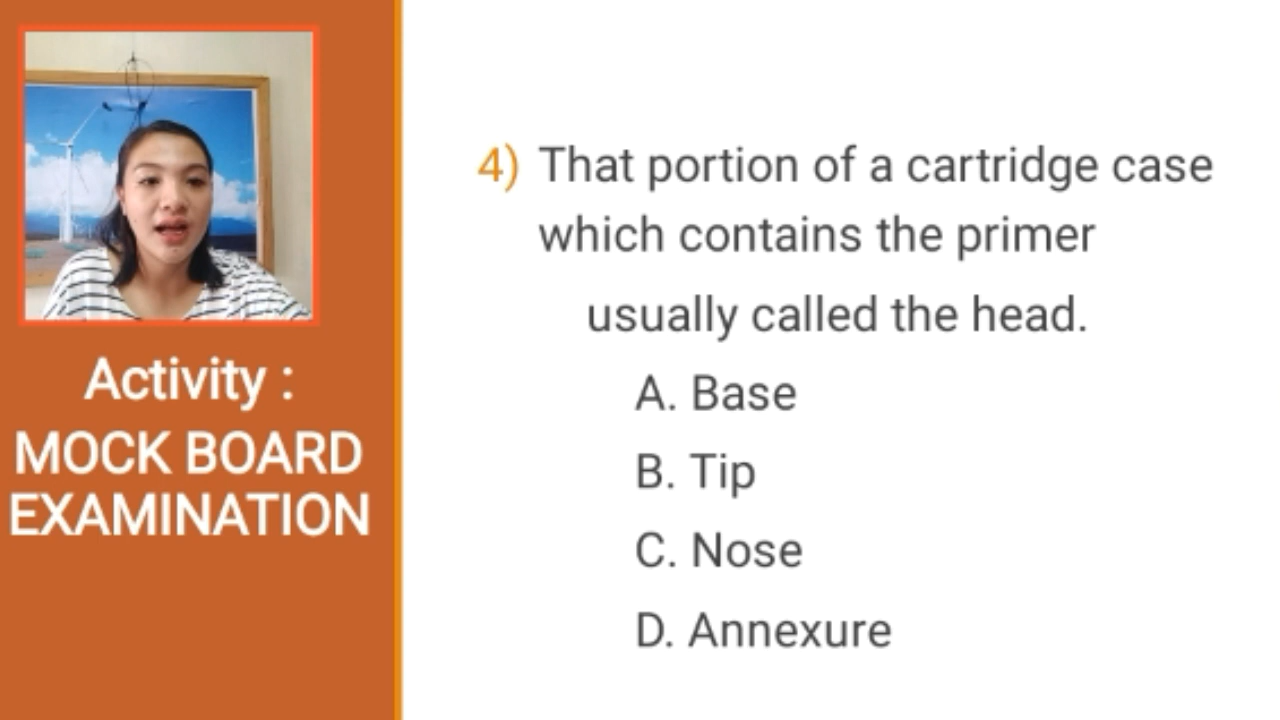 Activity :
MOCK BOARD
EXAMINATION
4) That portion of a cartridge case
which contains the primer
usually called the head.
A. Base
B. Tip
C. Nose
D. Annexure